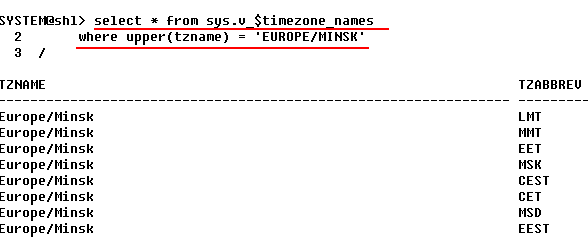 SYSTEM@sh1> select * from sys.v_$timezone_names
2 where upper(tzname) = 'EUROPE/MINSK'
3 /
TZNAME TZABBREV
---------------------------------------------------------------- ---------
Europe/Minsk LMT
Europe/Minsk MMT
Europe/Minsk EET
Europe/Minsk MSK
Europe/Minsk CEST
Europe/Minsk CET
Europe/Minsk MSD
Europe/Minsk EEST